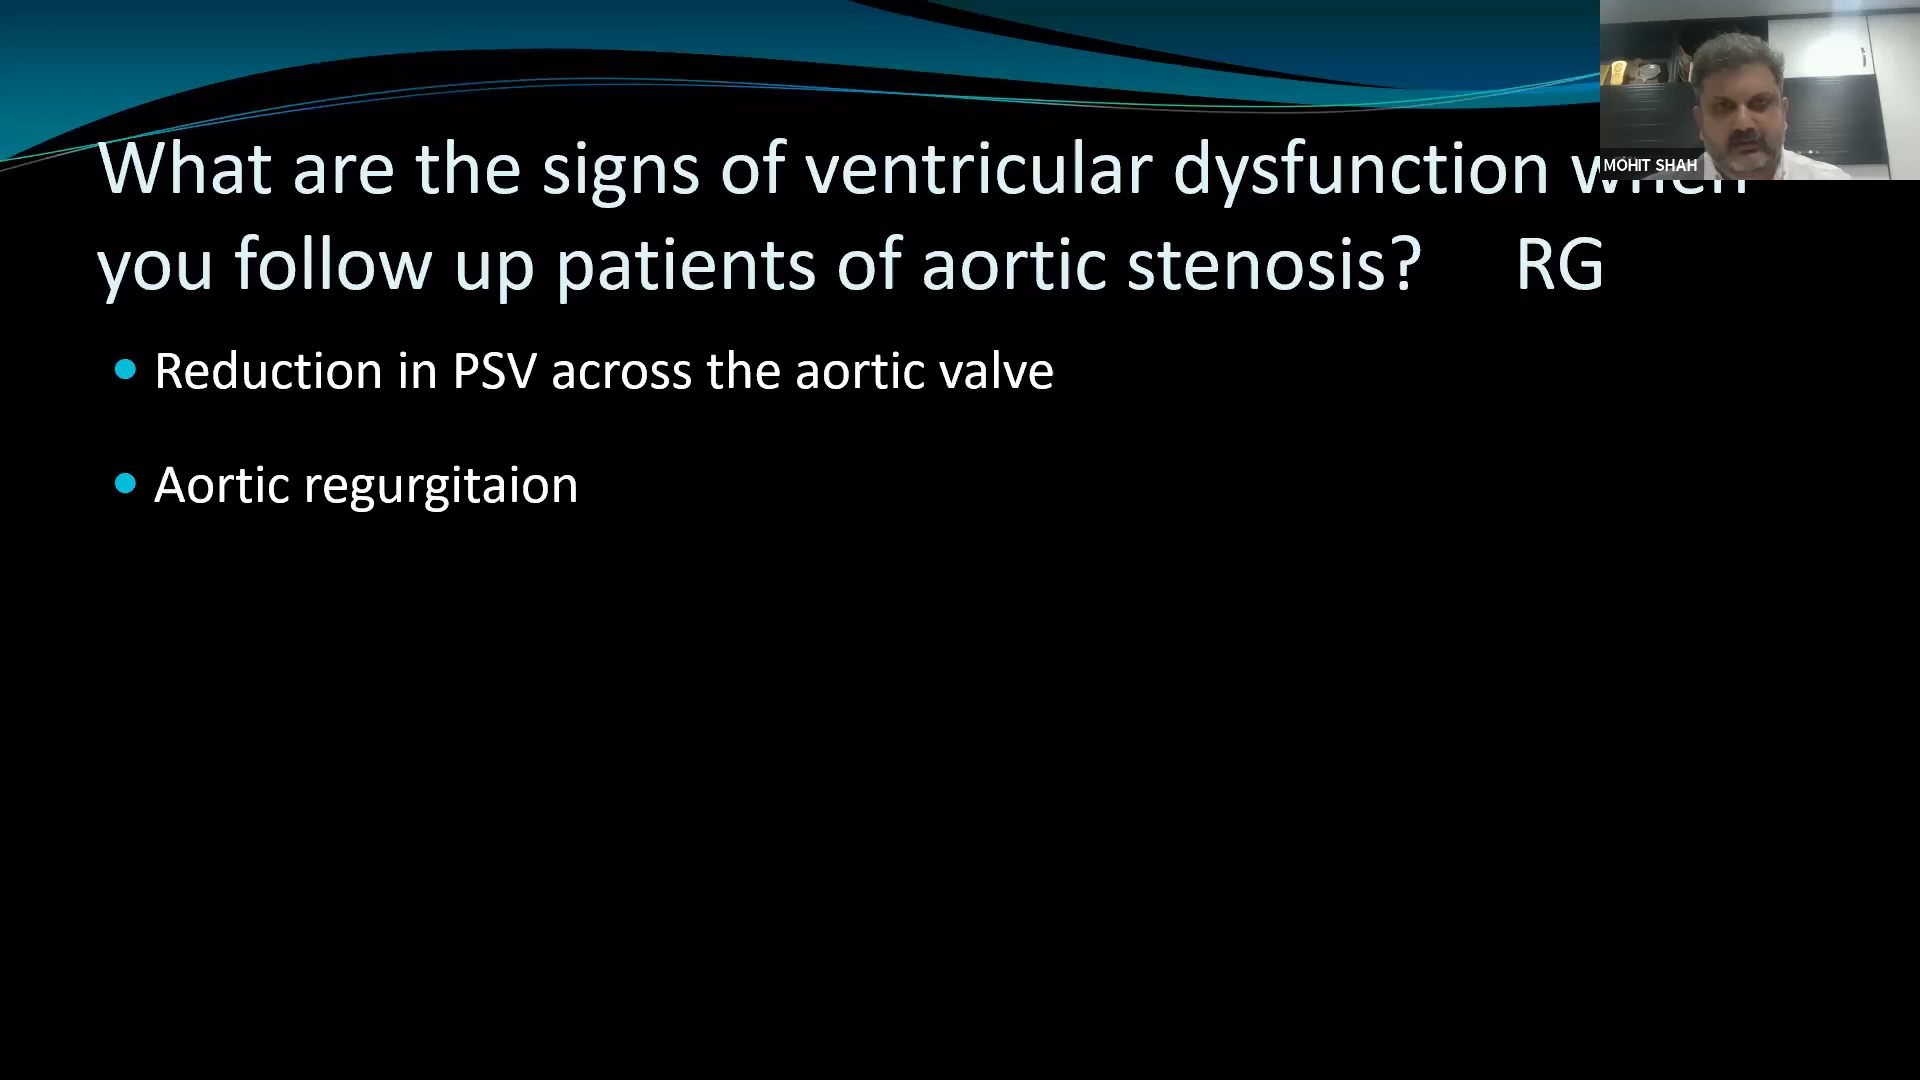 What are the signs of ventricular dysfunction when
you follow up patients of aortic stenosis? RG
Reduction in PSV across the aortic valve
Aortic regurgitaion
MOHIT SHAH